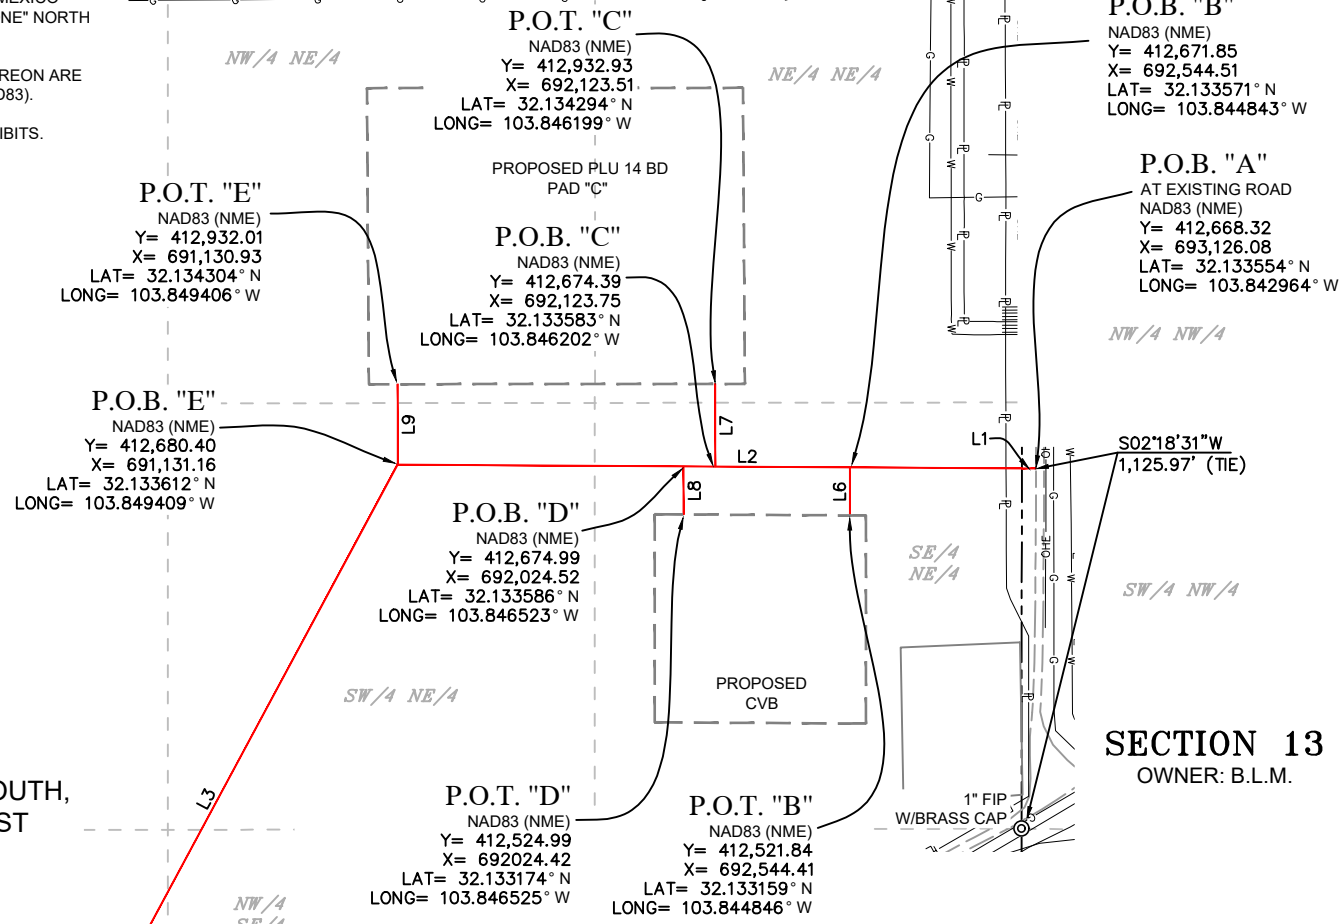 NE" NORTH
REON ARE
D83).
IBITS.
NW/4 NE/4
P.O.T. "C"
NAD83 (NME)
Y= 412,932.93
X= 692,123.51
LAT= 32.134294° N
LONG= 103.846199° W
NE/4 NE/4
P.O.B. "B"
NAD83 (NME)
Y= 412,671.85
X= 692,544.51
LAT= 32.133571° N
LONG= 103.844843° W
PROPOSED PLU 14 BD
PAD "C"
P.O.B. "A"
AT EXISTING ROAD
NAD83 (NME)
Y= 412,668.32
X= 693,126.08
LAT= 32.133554° N
LONG= 103.842964° W
P.O.T. "E"
NAD83 (NME)
Y= 412,932.01
X= 691,130.93
LAT= 32.134304° N
LONG= 103.849406° W
P.O.B. "C"
NAD83 (NME)
Y= 412,674.39
X= 692,123.75
LAT= 32.133583° N
LONG= 103.846202° W
NW/4 NW/4
P.O.B. "E"
NAD83 (NME)
Y= 412,680.40
X= 691,131.16
LAT= 32.133612° N
LONG= 103.849409° W
L9
L7
L2
L1
S02°18'31"W
1,125.97' (TIE)
L8
L6
P.O.B. "D"
NAD83 (NME)
Y= 412,674.99
X= 692,024.52
LAT= 32.133586° N
LONG= 103.846523° W
SE/4
NE/4
OHE
SW/4 NW/4
SW/4 NE/4
PROPOSED
CVB
SECTION 13
OWNER: B.L.M.
L3
OUTH,
ST
P.O.T. "D"
NAD83 (NME)
Y= 412,524.99
X= 692024.42
LAT= 32.133174° N
LONG= 103.846525° W
P.O.T. "B"
NAD83 (NME)
Y= 412,521.84
X= 692,544.41
LAT= 32.133159° N
LONG= 103.844846° W
1" FIP
W/BRASS CAP
NW/4
SE/4